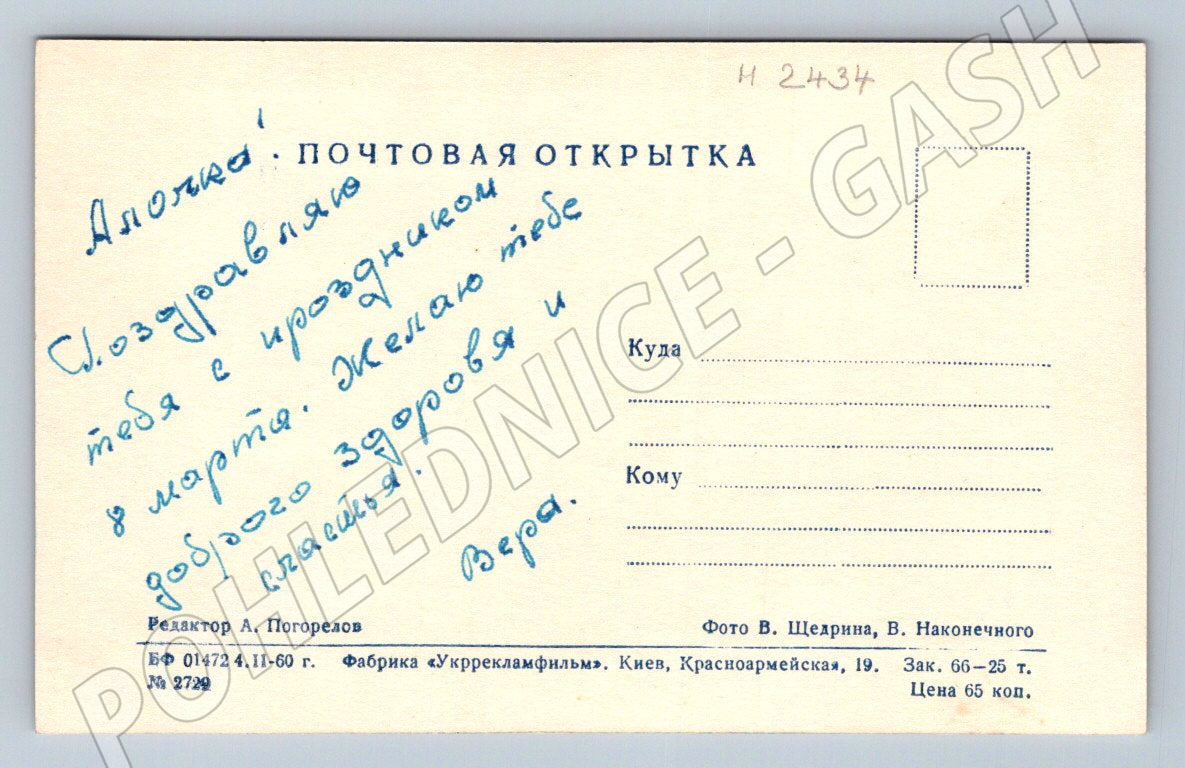 Н 2434
ПОЧТОВАЯ ОТКРЫТКА
Алочка!
Поздравляю
тебя с праздником
8 марта. Желаю тебе
доброго здоровя и
счастья.
Вера.
Куда
Кому
Редактор А. Погорелов
Фото В. Щедрина, В. Наконечного
БФ 01472 4.II-60 г. Фабрика «Укррекламфильм». Киев, Красноармейская, 19. Зак. 66—25 т.
№ 2729
Цена 65 коп.
POHLEDNICE - GASH